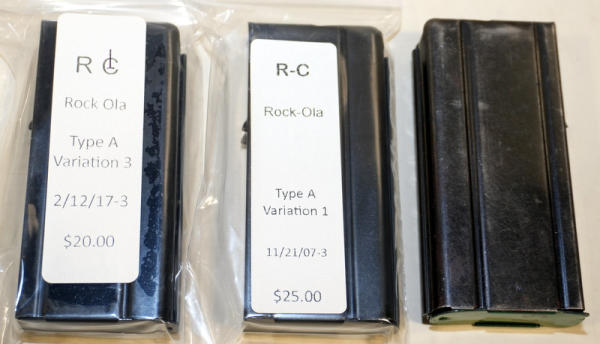 R C
Rock Ola
Type A
Variation 3
2/12/17-3
$20.00
R-C
Rock-Ola
Type A
Variation 1
11/21/07-3
$25.00